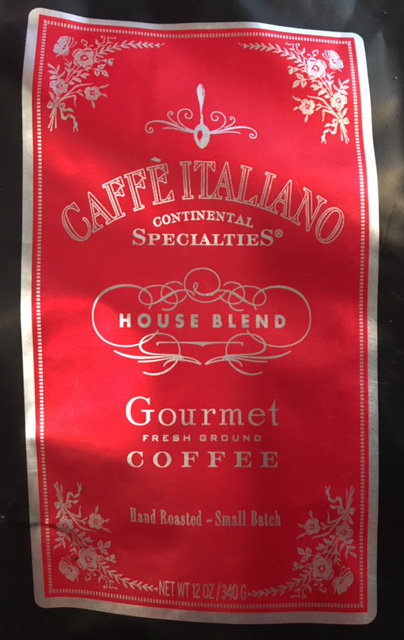 CAFFÈ ITALIANO
CONTINENTAL
SPECIALTIES®
HOUSE BLEND
Gourmet
FRESH GROUND
COFFEE
Hand Roasted ~ Small Batch
NET WT 12 OZ / 340 G